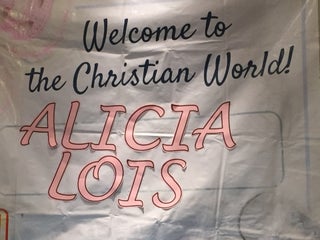 Welcome to
the Christian World!
ALICIA
LOIS